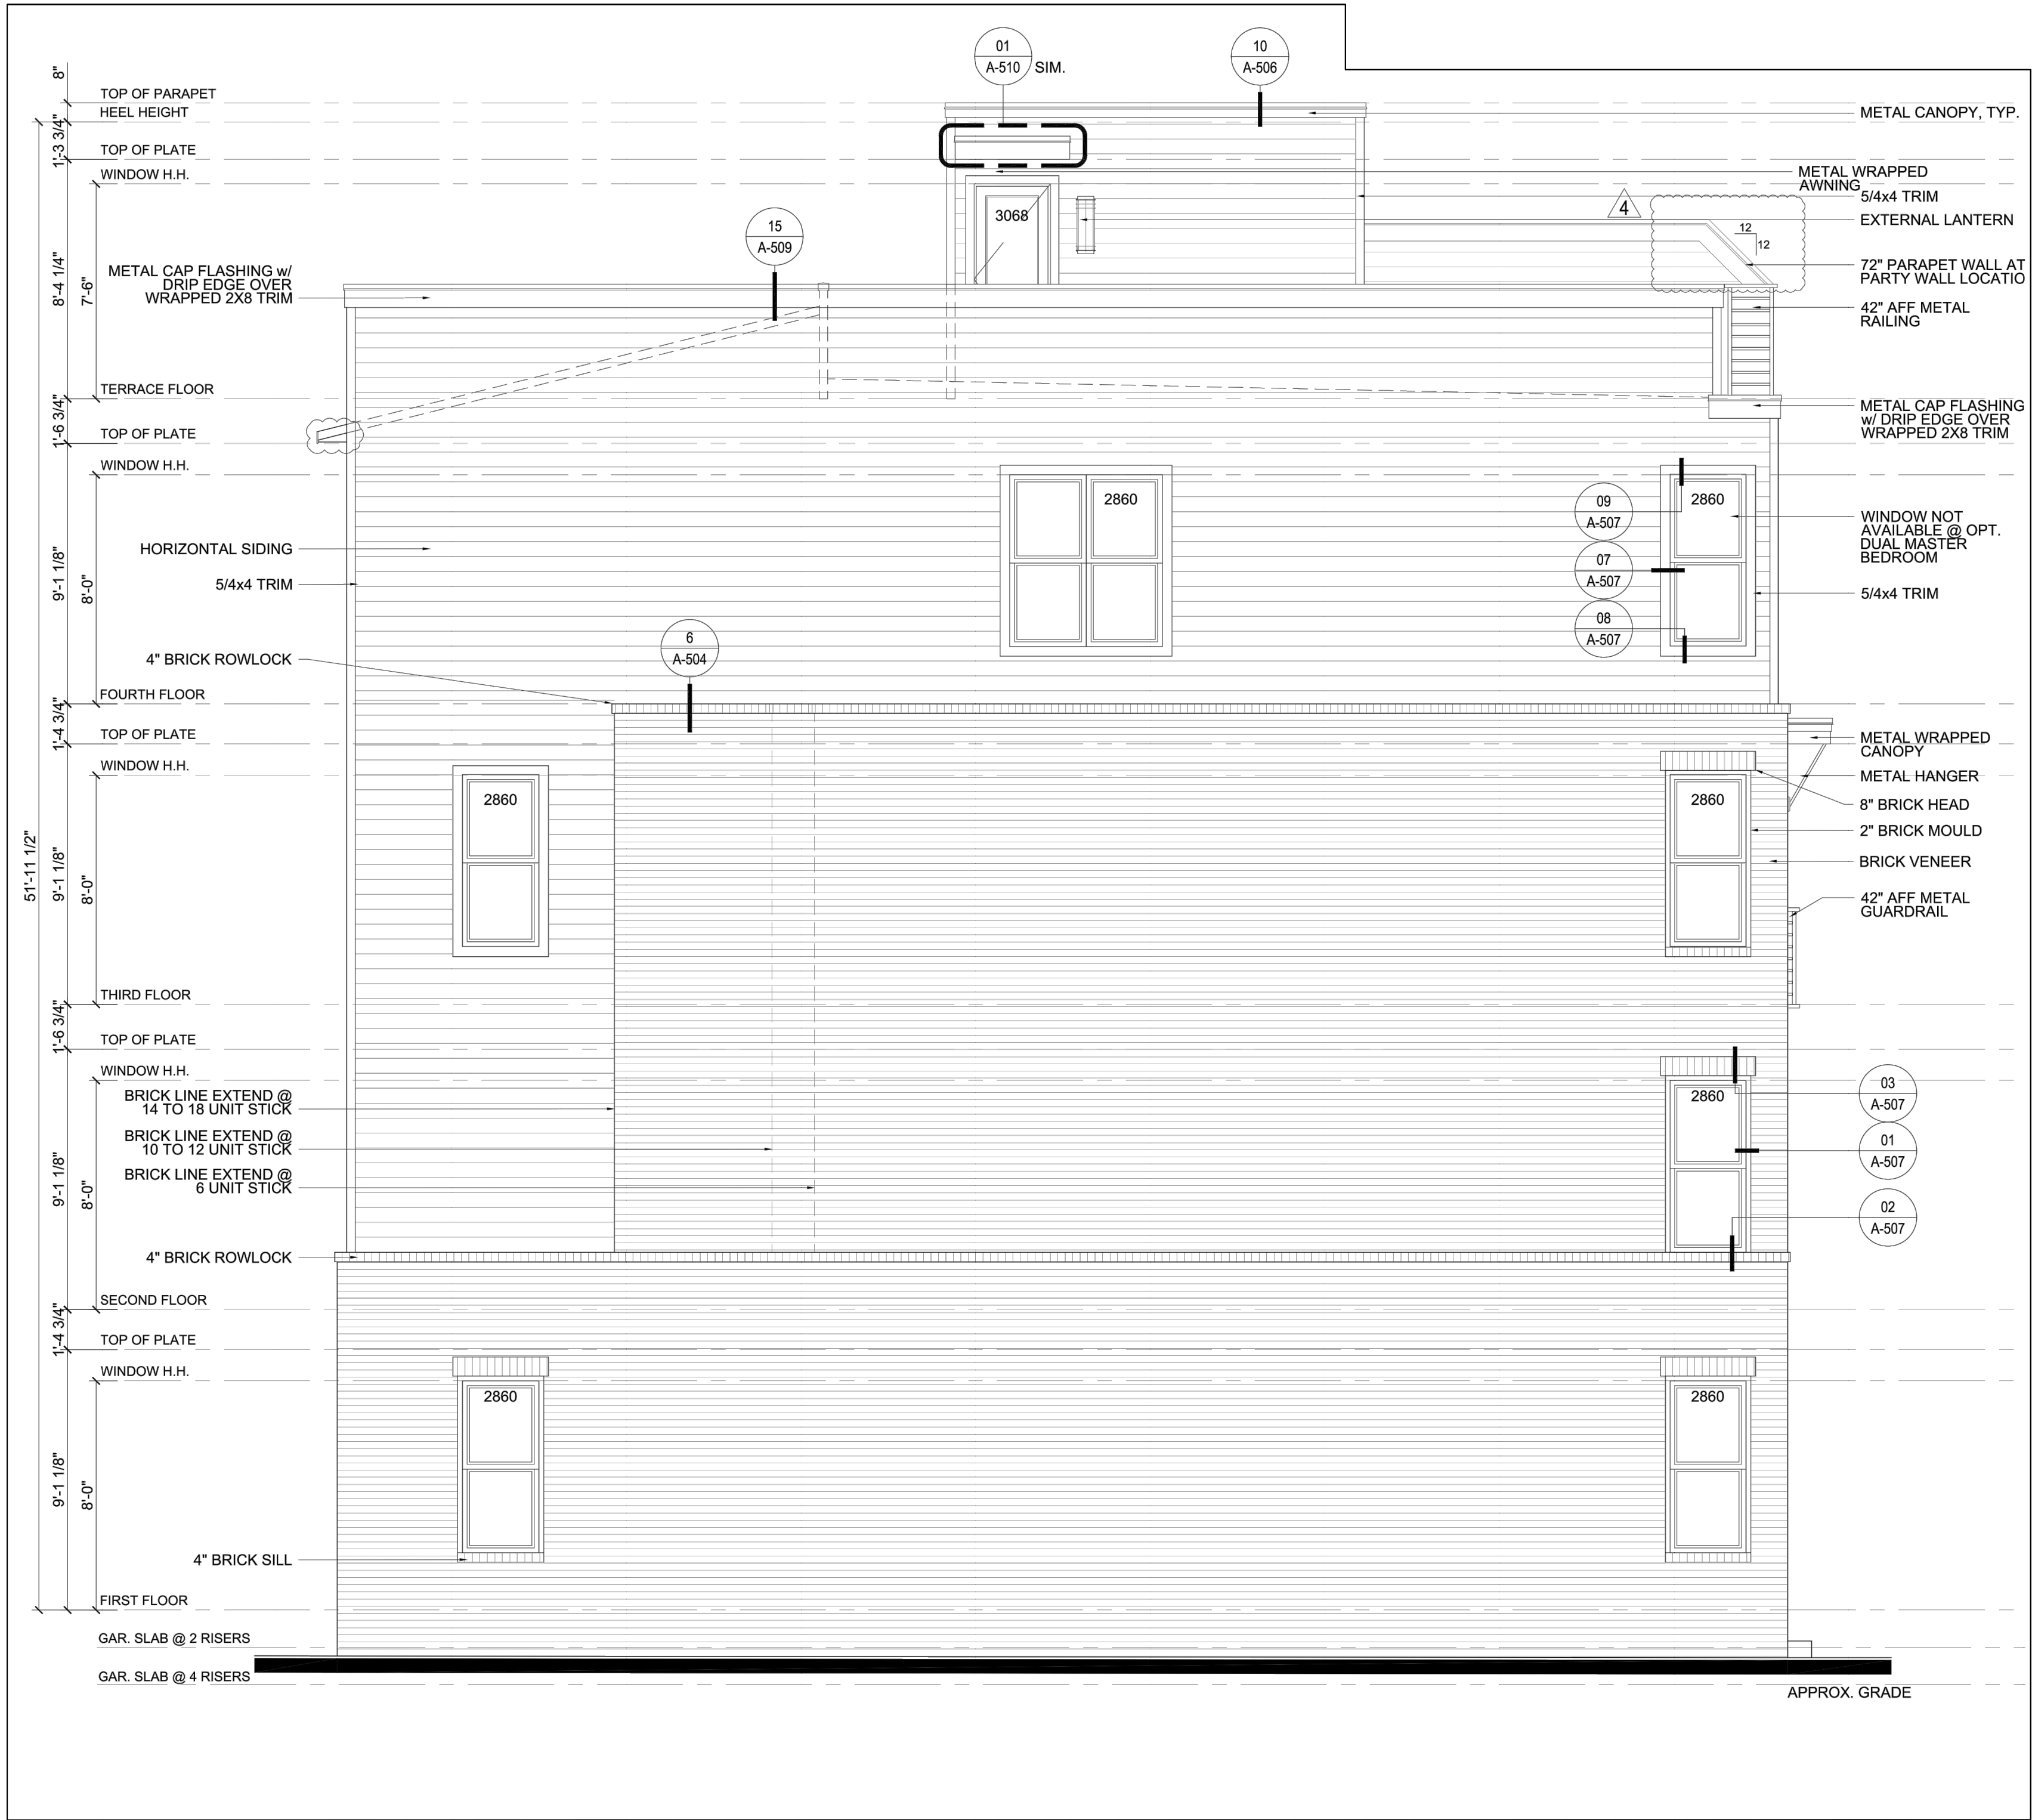 01
A-510 SIM.
10
A-506
8"
TOP OF PARAPET
HEEL HEIGHT
1'-3 3/4"
TOP OF PLATE
WINDOW H.H.
METAL CANOPY, TYP.
METAL WRAPPED
AWNING
5/4x4 TRIM
EXTERNAL LANTERN
4
12
12
72" PARAPET WALL AT
PARTY WALL LOCATIO
42" AFF METAL
RAILING
3068
15
A-509
METAL CAP FLASHING w/
DRIP EDGE OVER
WRAPPED 2X8 TRIM
8'-4 1/4"
7'-6"
TERRACE FLOOR
1'-6 3/4"
TOP OF PLATE
WINDOW H.H.
METAL CAP FLASHING
w/ DRIP EDGE OVER
WRAPPED 2X8 TRIM
2860
2860
09
A-507
07
A-507
08
A-507
WINDOW NOT
AVAILABLE @ OPT.
DUAL MASTER
BEDROOM
5/4x4 TRIM
HORIZONTAL SIDING
5/4x4 TRIM
9'-1 1/8"
8'-0"
6
A-504
4" BRICK ROWLOCK
FOURTH FLOOR
1'-4 3/4"
TOP OF PLATE
WINDOW H.H.
METAL WRAPPED
CANOPY
METAL HANGER
8" BRICK HEAD
2" BRICK MOULD
BRICK VENEER
42" AFF METAL
GUARDRAIL
2860
2860
51'-11 1/2"
9'-1 1/8"
8'-0"
THIRD FLOOR
1'-6 3/4"
TOP OF PLATE
WINDOW H.H.
BRICK LINE EXTEND @
14 TO 18 UNIT STICK
BRICK LINE EXTEND @
10 TO 12 UNIT STICK
BRICK LINE EXTEND @
6 UNIT STICK
2860
03
A-507
01
A-507
02
A-507
9'-1 1/8"
8'-0"
4" BRICK ROWLOCK
SECOND FLOOR
1'-4 3/4"
TOP OF PLATE
WINDOW H.H.
2860
2860
9'-1 1/8"
8'-0"
4" BRICK SILL
FIRST FLOOR
GAR. SLAB @ 2 RISERS
GAR. SLAB @ 4 RISERS
APPROX. GRADE